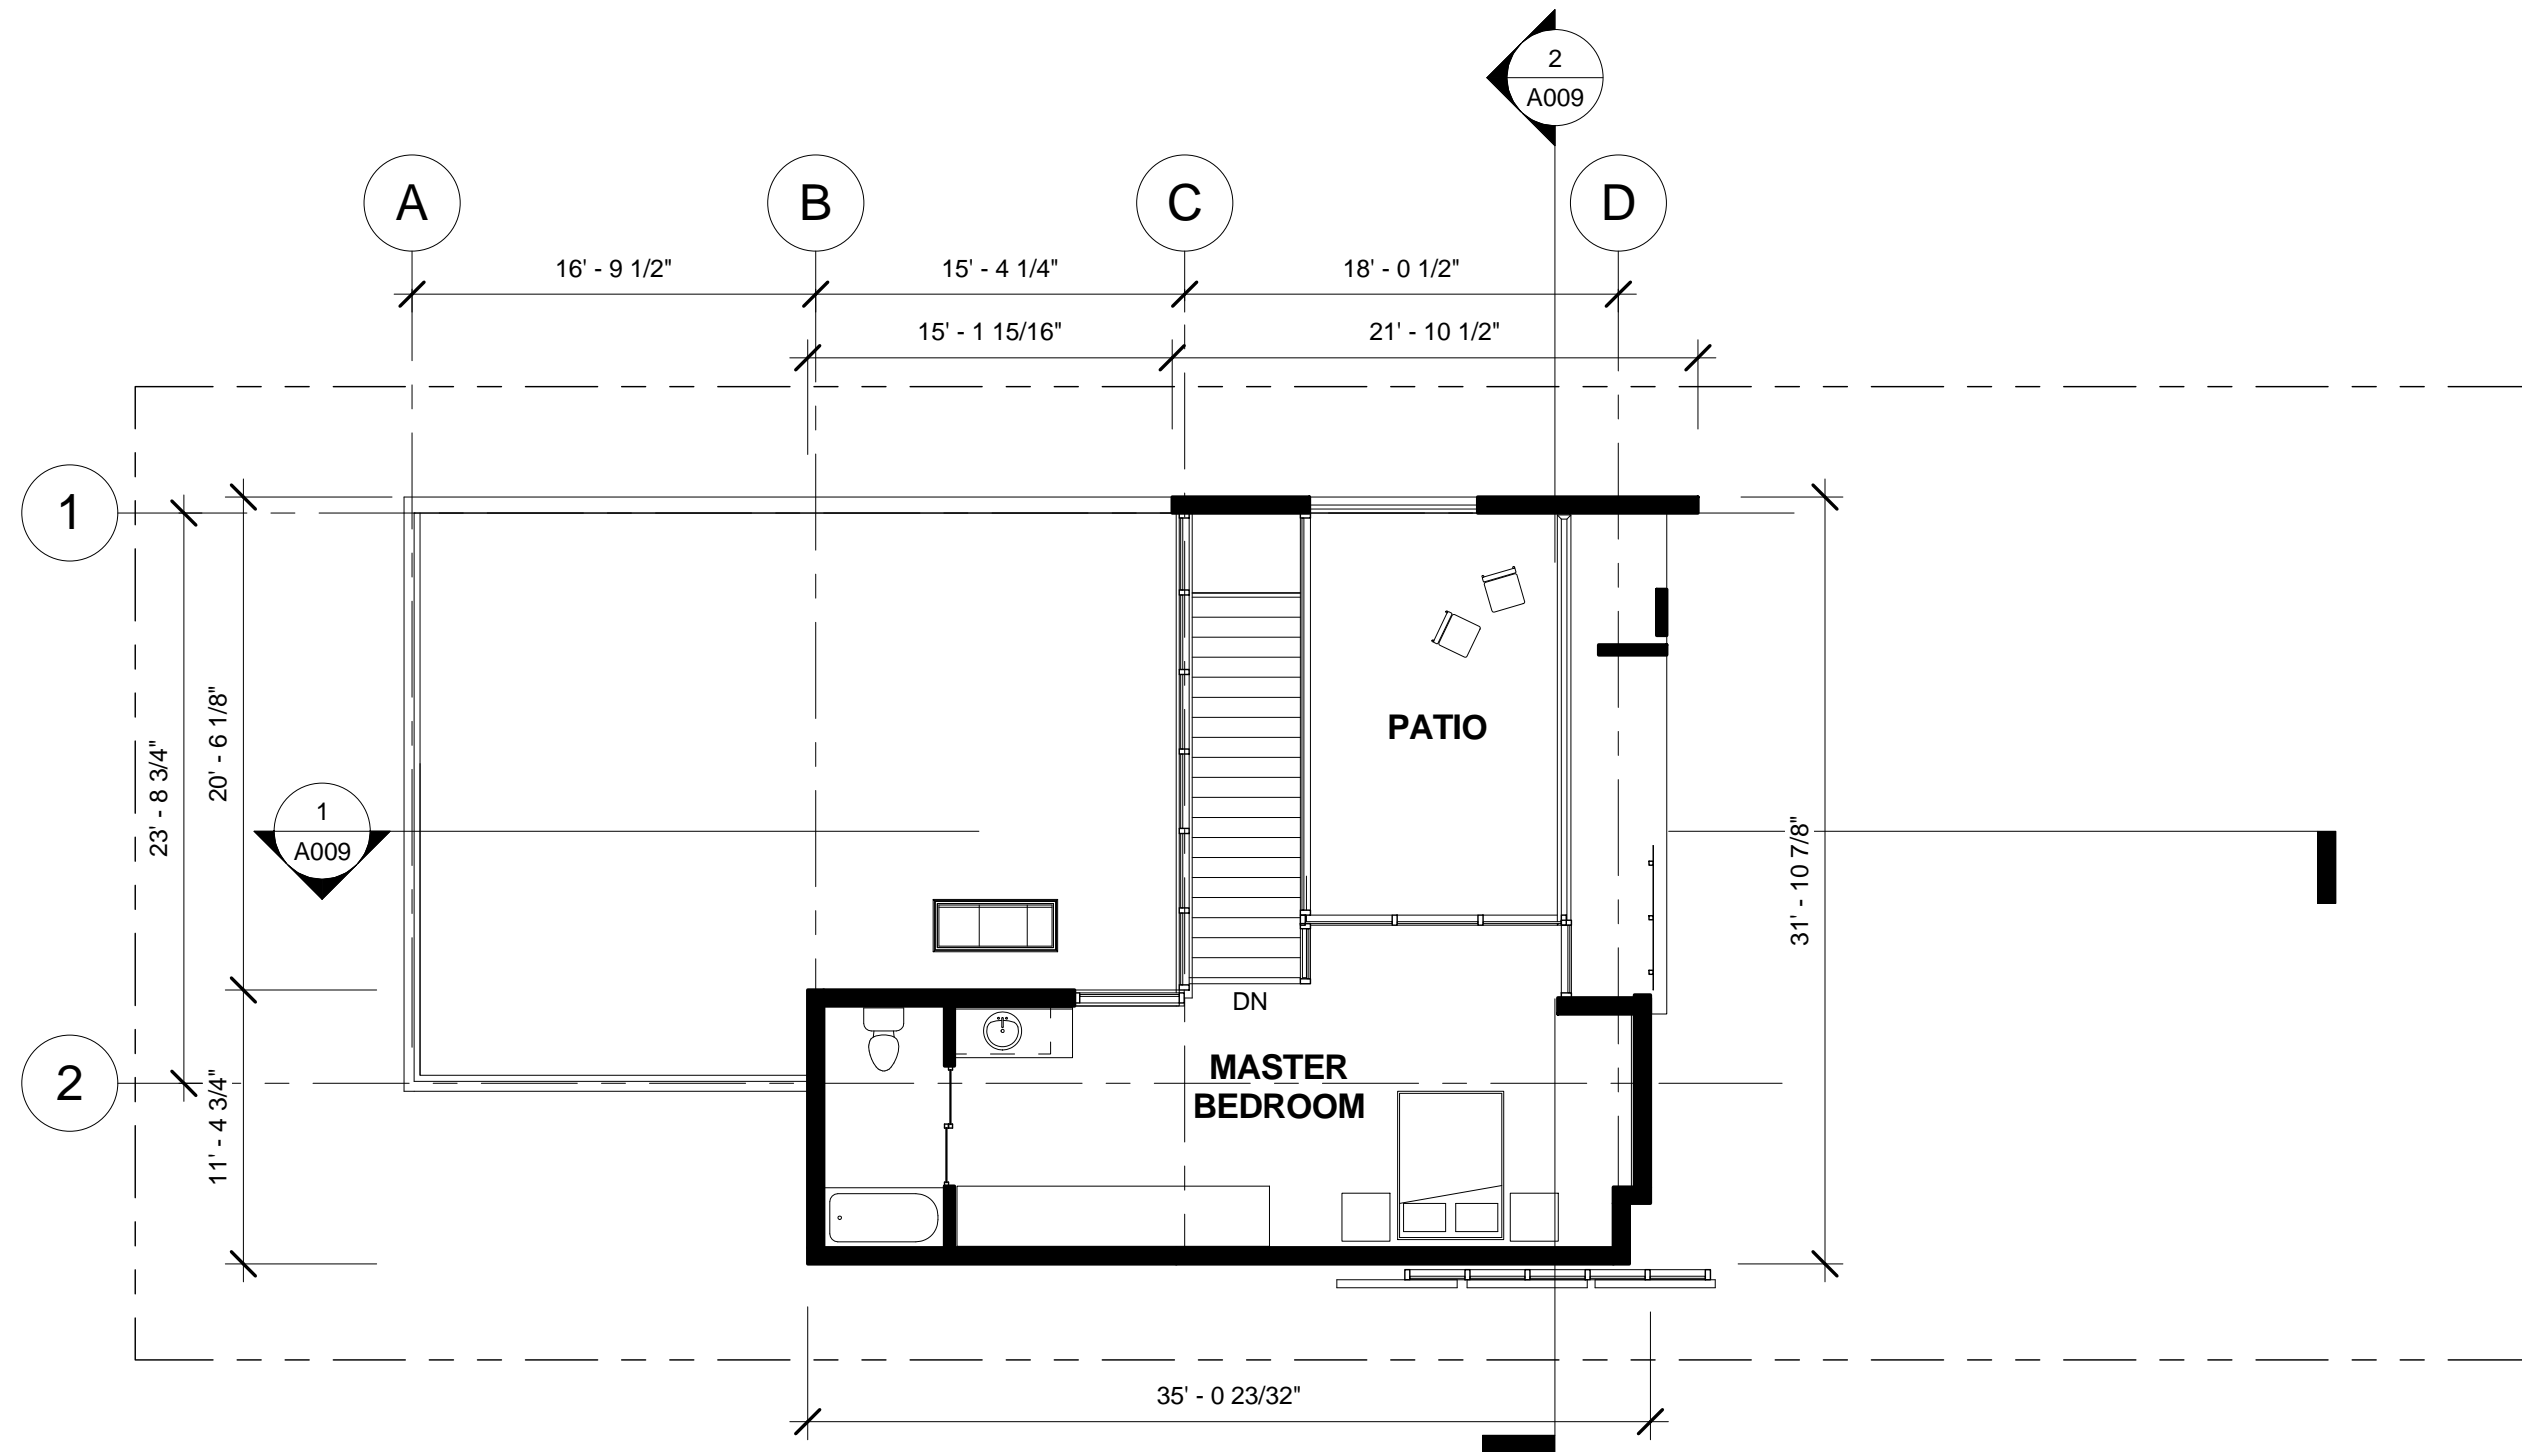 2
A009
A
B
C
D
16' - 9 1/2"
15' - 4 1/4"
18' - 0 1/2"
15' - 1 15/16"
21' - 10 1/2"
1
23' - 8 3/4"
20' - 6 1/8"
PATIO
1
A009
31' - 10 7/8"
DN
MASTER
BEDROOM
2
11' - 4 3/4"
35' - 0 23/32"